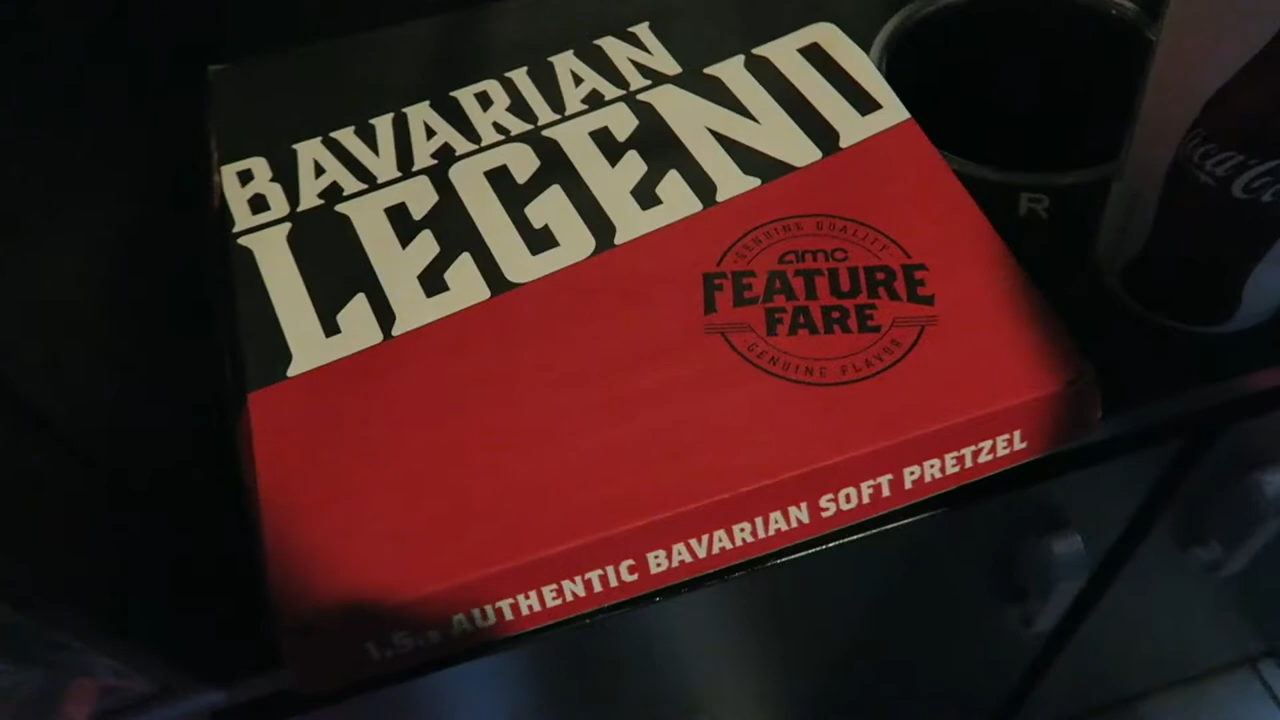 BAVARIAN
LEGEND
GENUINE QUALITY
amc
FEATURE
FARE
GENUINE FLAVOR
AUTHENTIC BAVARIAN SOFT PRETZEL
R